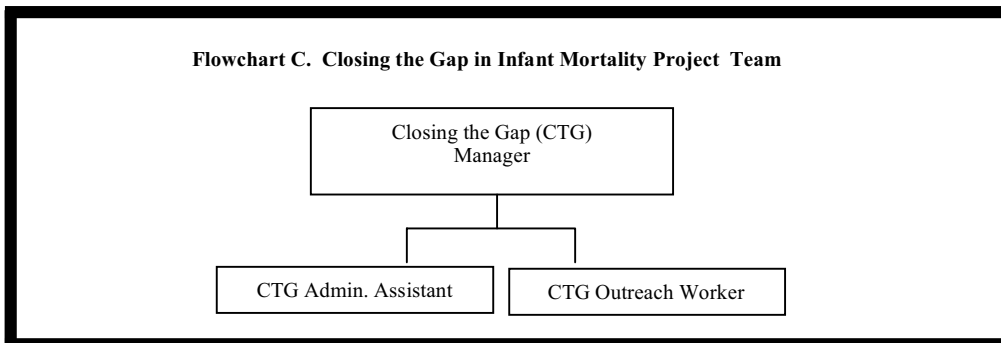 Flowchart C. Closing the Gap in Infant Mortality Project Team
Closing the Gap (CTG)
Manager
CTG Admin. Assistant
CTG Outreach Worker